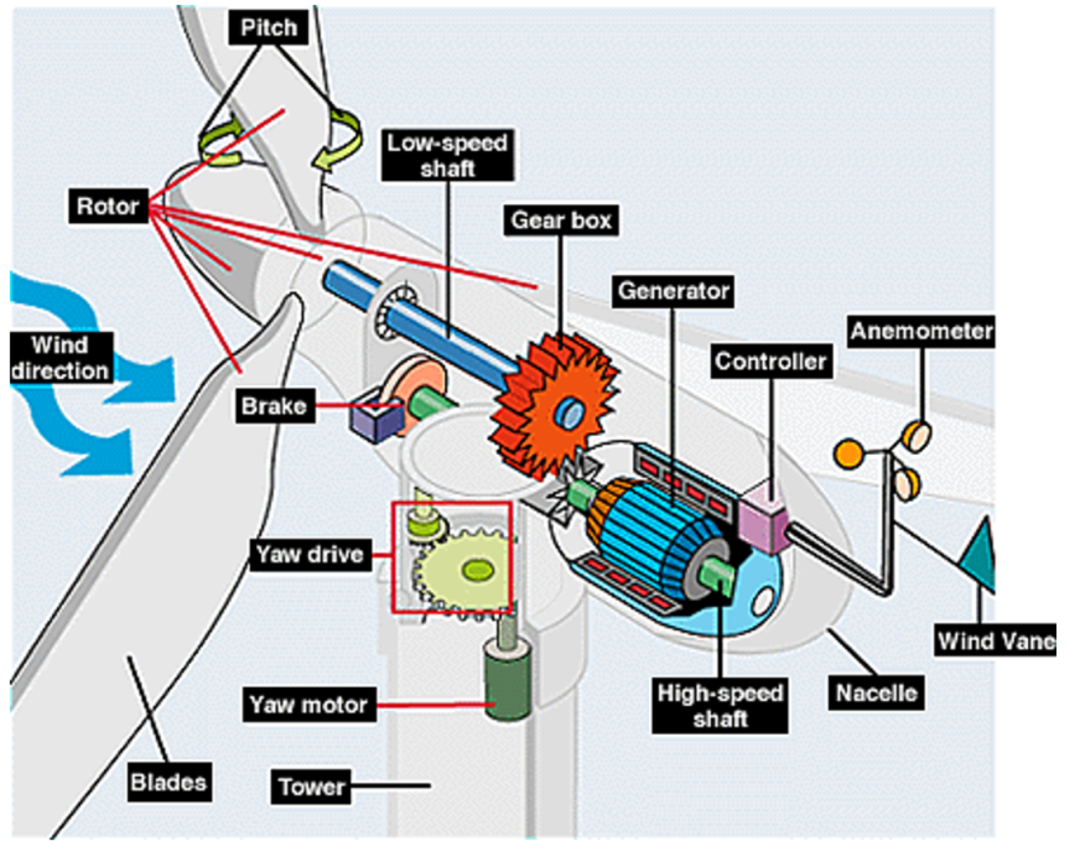 Pitch
Low-speed
shaft
Rotor
Gear box
Generator
Anemometer
Wind
direction
Controller
Brake
Yaw drive
Wind Vane
High-speed
shaft
Nacelle
Yaw motor
Blades
Tower